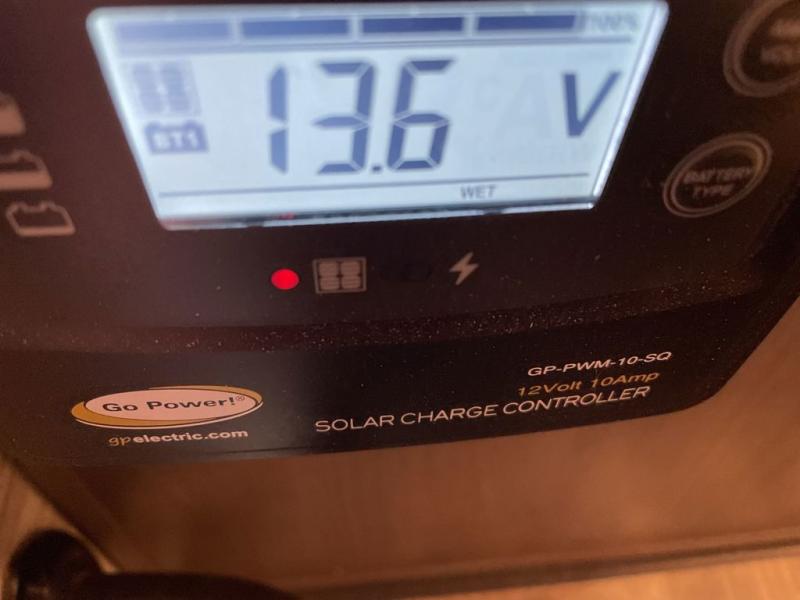 100%
BT1
13.6 V
WET
BATTERY
TYPE
GP-PWM-10-SQ
12Volt 10Amp
SOLAR CHARGE CONTROLLER
Go Power!®
gpelectric.com